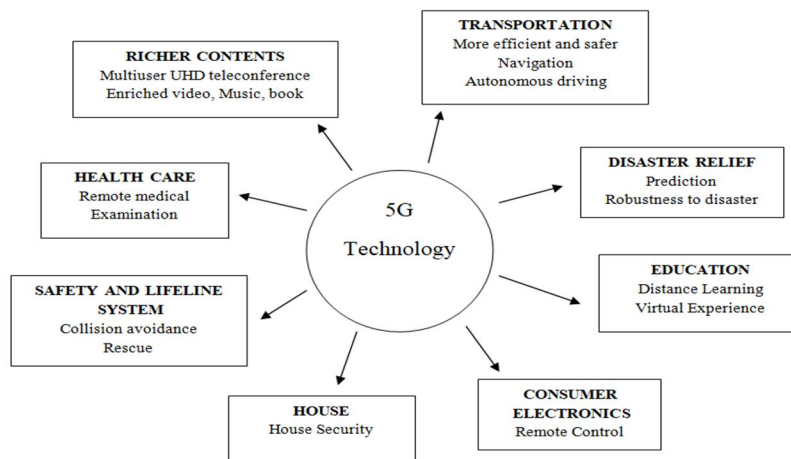 RICHER CONTENTS
Multiuser UHD teleconference
Enriched video, Music, book
TRANSPORTATION
More efficient and safer
Navigation
Autonomous driving
HEALTH CARE
Remote medical
Examination
5G
Technology
DISASTER RELIEF
Prediction
Robustness to disaster
SAFETY AND LIFELINE
SYSTEM
Collision avoidance
Rescue
EDUCATION
Distance Learning
Virtual Experience
HOUSE
House Security
CONSUMER
ELECTRONICS
Remote Control